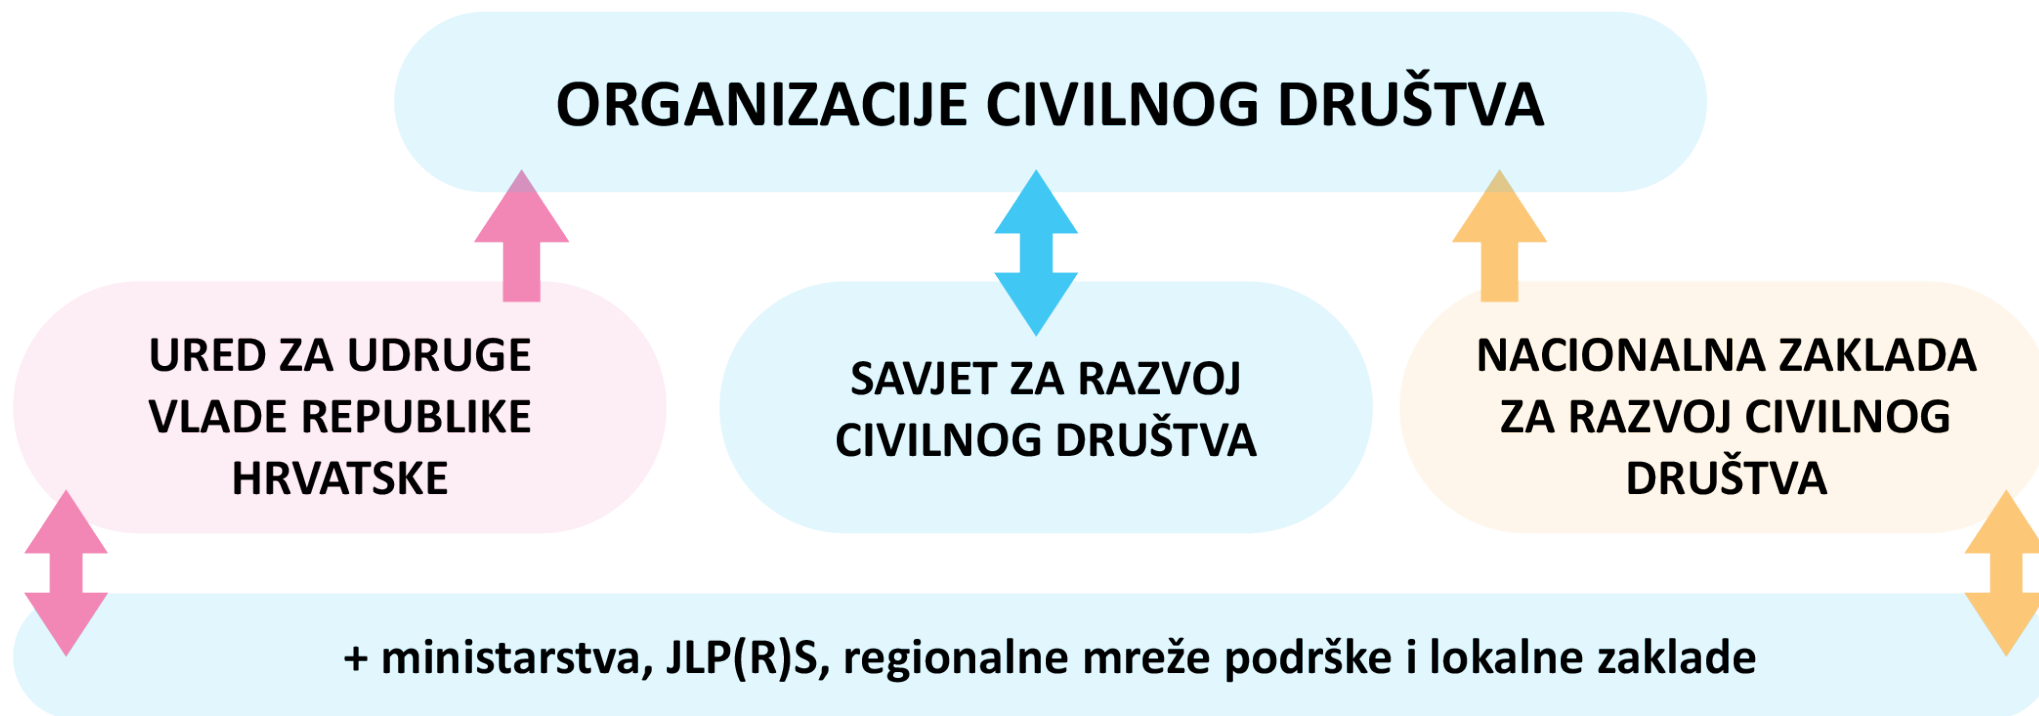 ORGANIZACIJE CIVILNOG DRUŠTVA
URED ZA UDRUGE
VLADE REPUBLIKE
HRVATSKE
SAVJET ZA RAZVOJ
CIVILNOG DRUŠTVA
NACIONALNA ZAKLADA
ZA RAZVOJ CIVILNOG
DRUŠTVA
+ ministarstva, JLP(R)S, regionalne mreže podrške i lokalne zaklade